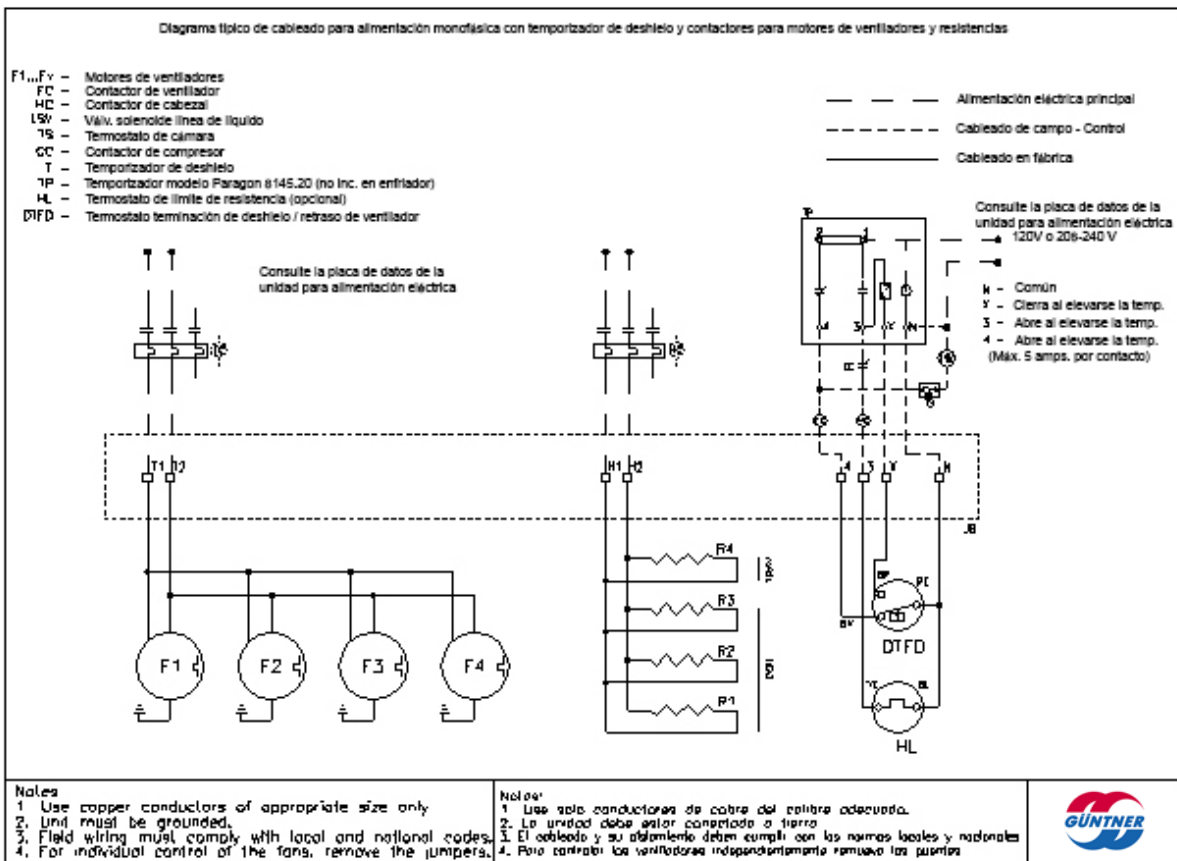 Diagrama típico de cableado para alimentación monofásica con temporizador de deshielo y contactores para motores de ventiladores y resistencias
F1...Fv – Motores de ventiladores
FC – Contactor de ventilador
HC – Contactor de cabezal
LSV – Válv. solenoide línea de líquido
TS – Termostato de cámara
CC – Contactor de compresor
T – Temporizador de deshielo
TP – Temporizador modelo Paragon 8145.20 (no inc. en enfriador)
HL – Termostato de límite de resistencia (opcional)
DTFD – Termostato terminación de deshielo / retraso de ventilador
Alimentación eléctrica principal
Cableado de campo - Control
Cableado en fábrica
Consulte la placa de datos de la
unidad para alimentación eléctrica
120V o 208-240 V
N – Común
Y – Cierra al elevarse la temp.
3 – Abre al elevarse la temp.
4 – Abre al elevarse la temp.
(Máx. 5 amps. por contacto)
Consulte la placa de datos de la
unidad para alimentación eléctrica
TP
2 1
4 3 Y N
T1 T2
H1 H2
4 3 Y N
JB
R4
R3
R2
R1
F1 F2 F3 F4
DTFD
HL
Notes
1 Use copper conductors of appropriate size only
2. Unit must be grounded.
3. Field wiring must comply with local and national codes.
4. For individual control of the fans, remove the jumpers.
Notas:
1 Use solo conductores de cobre del calibre adecuado.
2. La unidad debe estar conectada a tierra
3. El cableado y su aislamiento deben cumplir con las normas locales y nacionales
4. Para controlar los ventiladores independientemente remueva los puentes
GÜNTNER